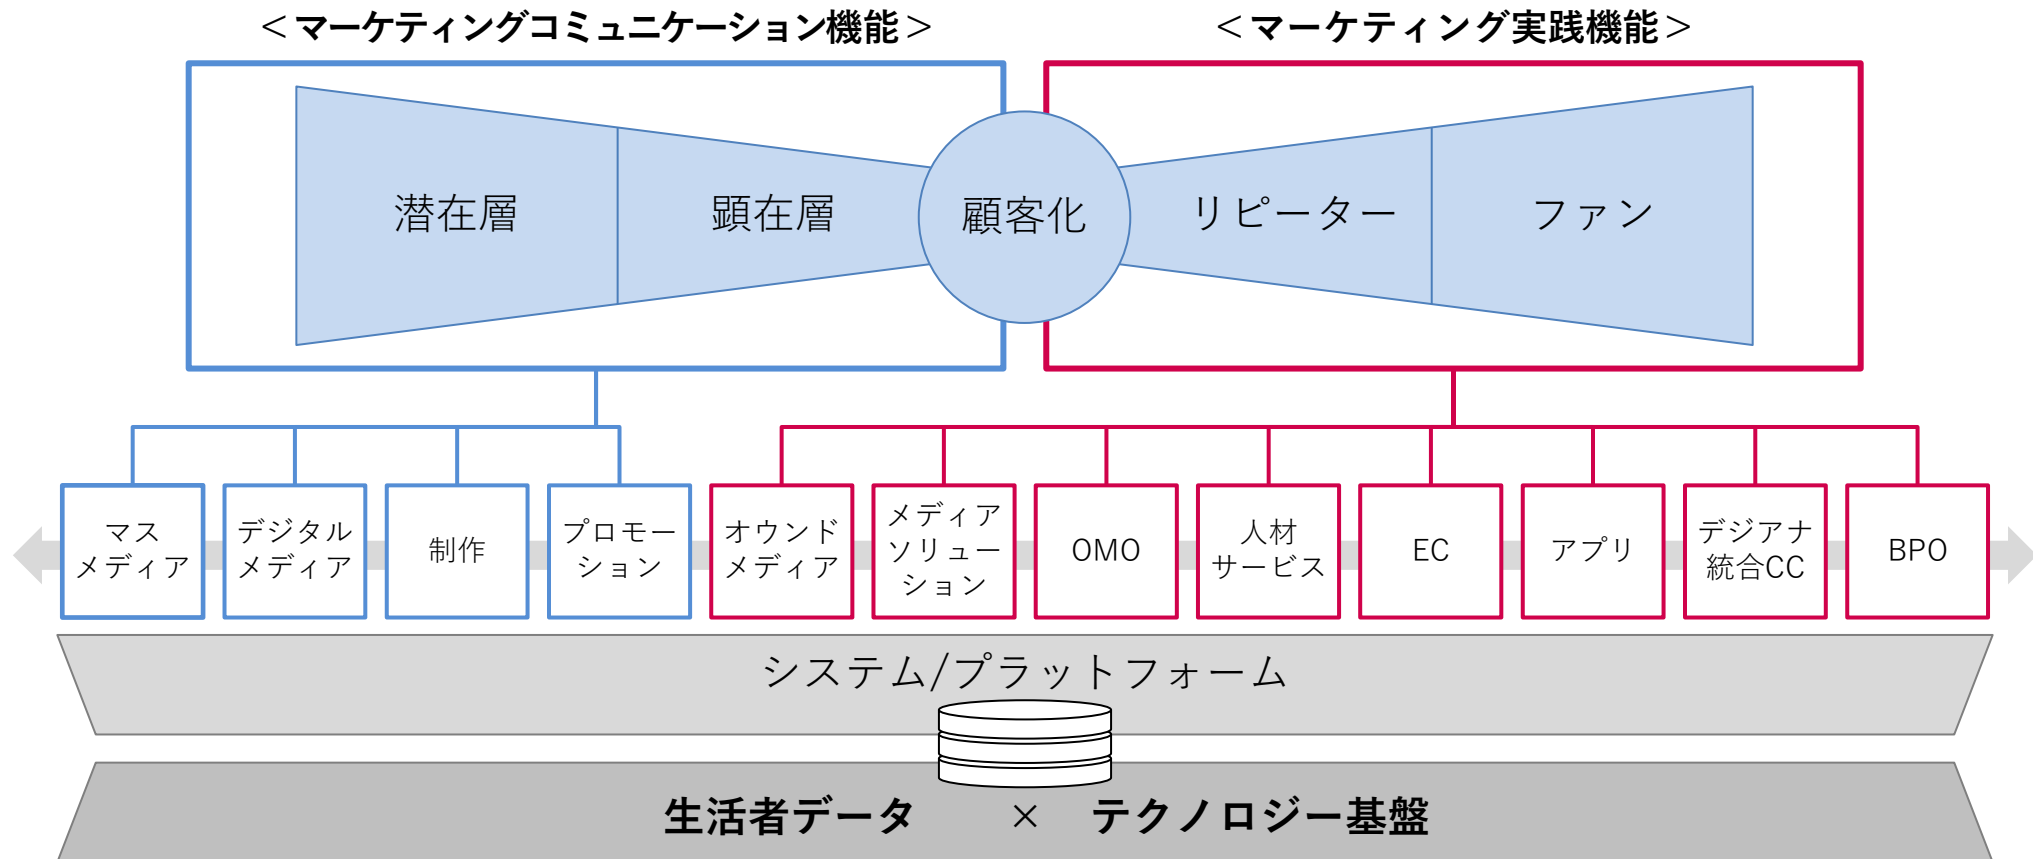 ＜マーケティングコミュニケーション機能＞
＜マーケティング実践機能＞
潜在層
顕在層
顧客化
リピーター
ファン
マス
メディア
デジタル
メディア
制作
プロモー
ション
オウンド
メディア
メディア
ソリュー
ション
OMO
人材
サービス
EC
アプリ
デジアナ
統合CC
BPO
システム/プラットフォーム
生活者データ × テクノロジー基盤